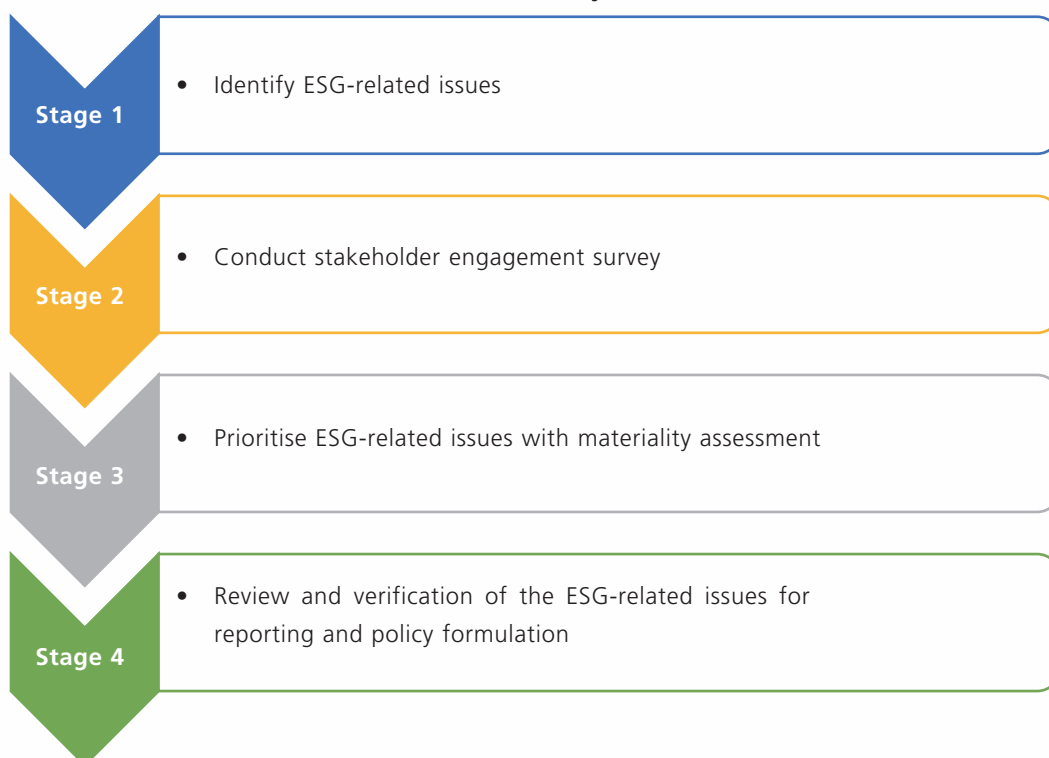 Stage 1
• Identify ESG-related issues
Stage 2
• Conduct stakeholder engagement survey
Stage 3
• Prioritise ESG-related issues with materiality assessment
Stage 4
• Review and verification of the ESG-related issues for
reporting and policy formulation